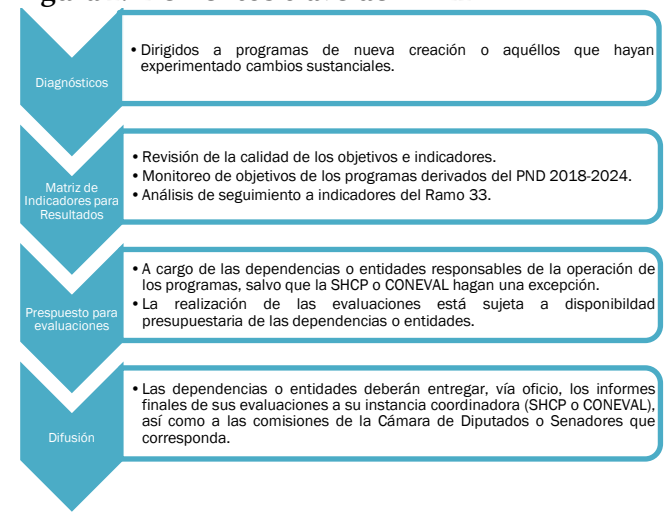 Diagnósticos
• Dirigidos a programas de nueva creación o aquéllos que hayan
experimentado cambios sustanciales.
Matriz de
Indicadores para
Resultados
• Revisión de la calidad de los objetivos e indicadores.
• Monitoreo de objetivos de los programas derivados del PND 2018-2024.
• Análisis de seguimiento a indicadores del Ramo 33.
Prespuesto para
evaluaciones
• A cargo de las dependencias o entidades responsables de la operación de
los programas, salvo que la SHCP o CONEVAL hagan una excepción.
• La realización de las evaluaciones está sujeta a disponibildad
presupuestaria de las dependencias o entidades.
Difusión
• Las dependencias o entidades deberán entregar, vía oficio, los informes
finales de sus evaluaciones a su instancia coordinadora (SHCP o CONEVAL),
así como a las comisiones de la Cámara de Diputados o Senadores que
corresponda.